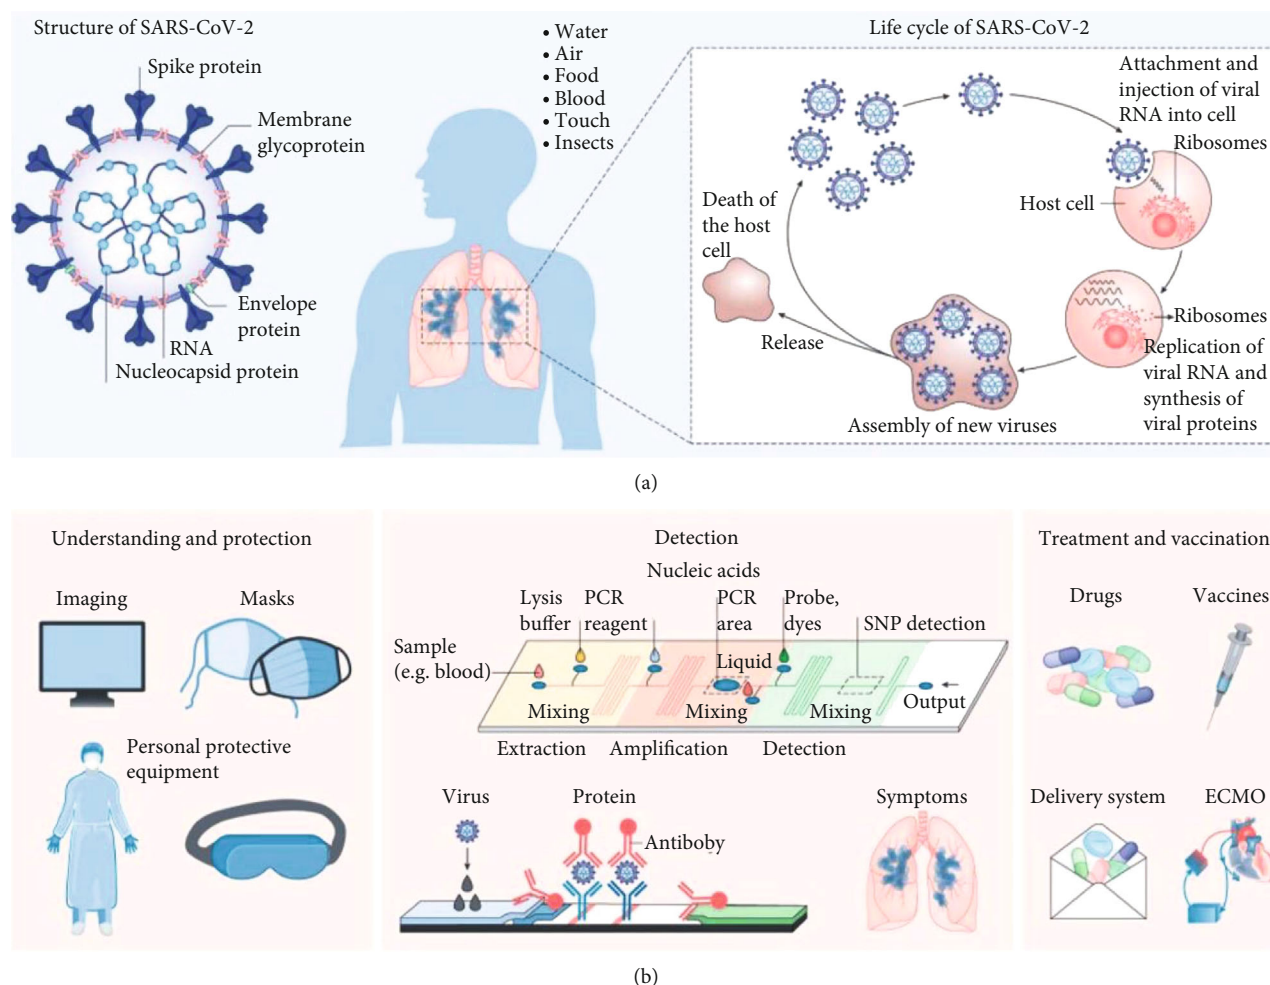 Structure of SARS-CoV-2
Spike protein
Membrane
glycoprotein
Envelope
protein
RNA
Nucleocapsid protein
• Water
• Air
• Food
• Blood
• Touch
• Insects
Life cycle of SARS-CoV-2
Attachment and
injection of viral
RNA into cell
Ribosomes
Host cell
Ribosomes
Replication of
viral RNA and
synthesis of
viral proteins
Assembly of new viruses
Release
Death of
the host
cell
(a)
Understanding and protection
Imaging
Masks
Personal protective
equipment
Detection
Nucleic acids
Lysis
buffer
PCR
reagent
PCR
area
Probe,
dyes
SNP detection
Sample
(e.g. blood)
Liquid
Mixing
Mixing
Mixing
Output
Extraction
Amplification
Detection
Virus
Protein
Antiboby
Symptoms
Treatment and vaccination
Drugs
Vaccines
Delivery system
ECMO
(b)